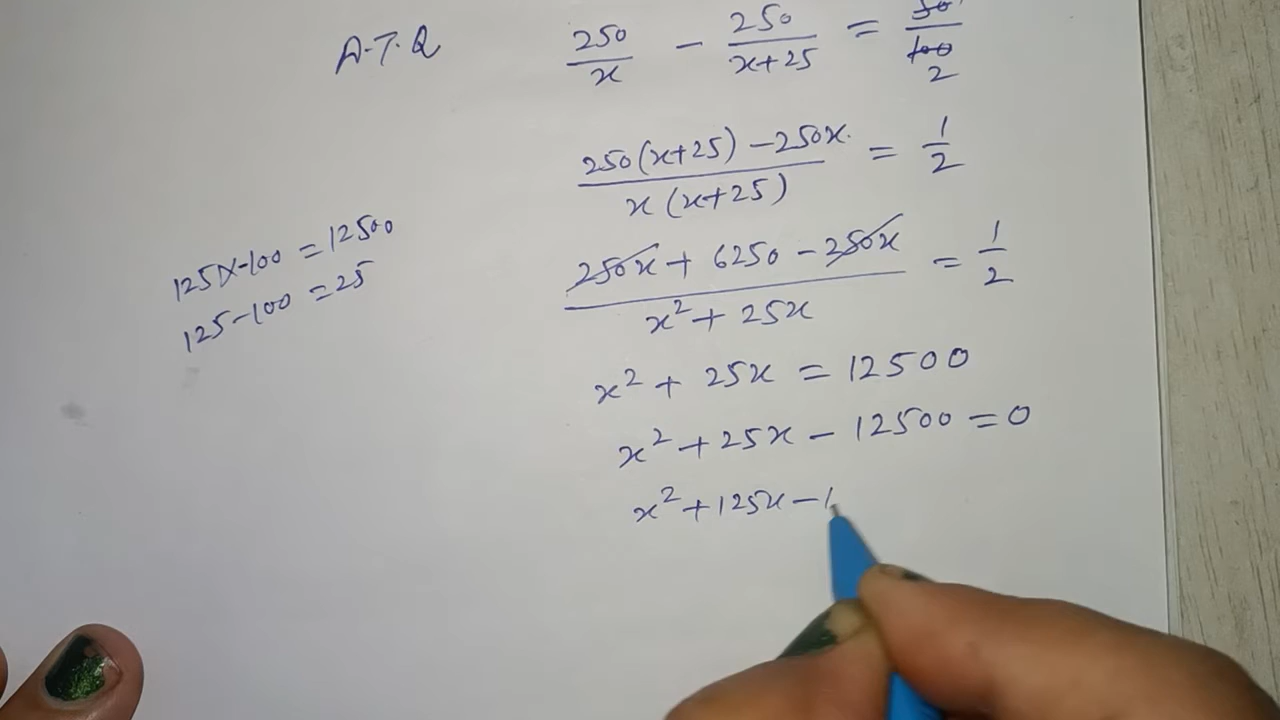 A.T.Q 250/x - 250/x+25 = 50/100 2
250(x+25) - 250x. / x(x+25) = 1/2
250x + 6250 - 250x / x² + 25x = 1/2
x² + 25x = 12500
x² + 25x - 12500 = 0
x² + 125x - 1
125 x -100 = 12500
125 - 100 = 25